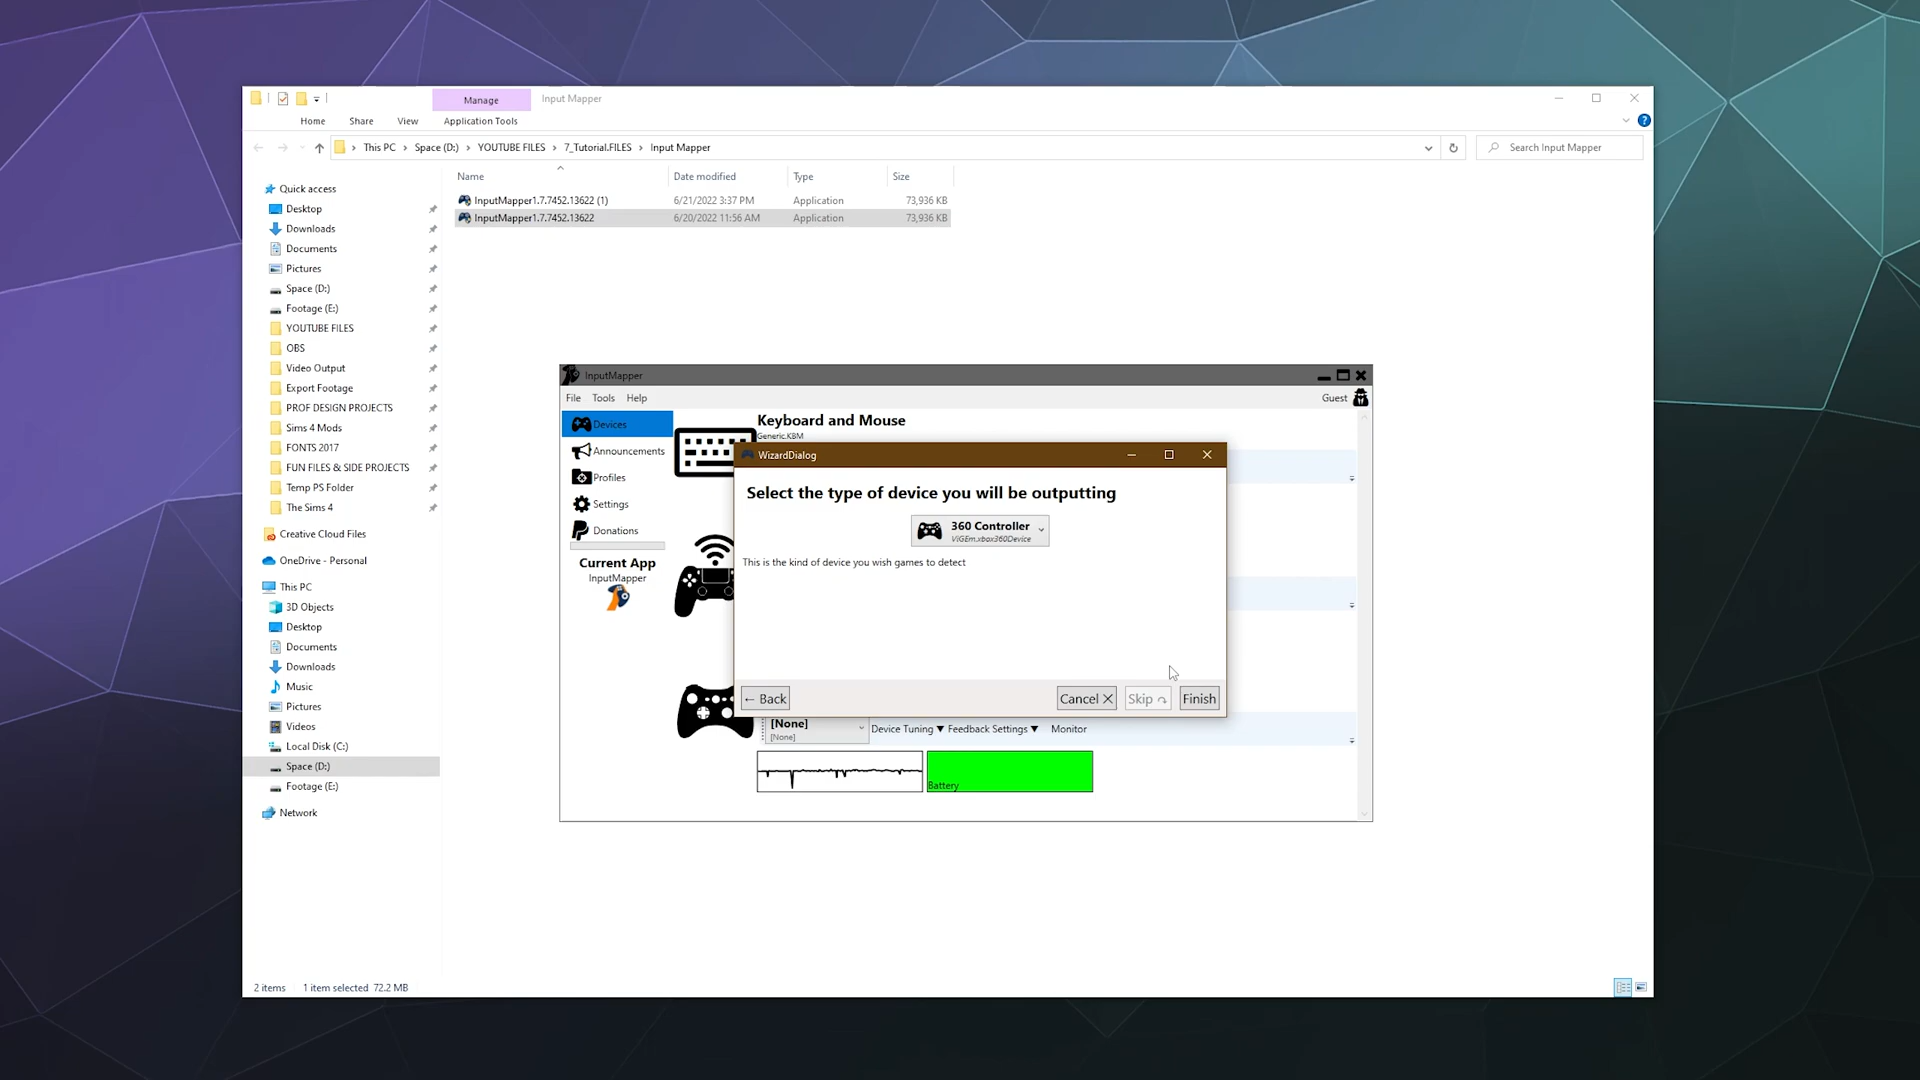 Manage
Input Mapper
Home
Share
View
Application Tools
This PC
Space (D:)
YOUTUBE FILES
7_Tutorial.FILES
Input Mapper
Search Input Mapper
Name
Date modified
Type
Size
InputMapper1.7.7452.13622 (1)
6/21/2022 3:37 PM
Application
73,936 KB
InputMapper1.7.7452.13622
6/20/2022 11:56 AM
Application
73,936 KB
Quick access
Desktop
Downloads
Documents
Pictures
Space (D:)
Footage (E:)
YOUTUBE FILES
OBS
Video Output
Export Footage
PROF DESIGN PROJECTS
Sims 4 Mods
FONTS 2017
FUN FILES & SIDE PROJECTS
Temp PS Folder
The Sims 4
Creative Cloud Files
OneDrive - Personal
This PC
3D Objects
Desktop
Documents
Downloads
Music
Pictures
Videos
Local Disk (C:)
Space (D:)
Footage (E:)
Network
2 items
1 item selected 72.2 MB
InputMapper
File
Tools
Help
Guest
Devices
Announcements
Profiles
Settings
Donations
Current App
InputMapper
Keyboard and Mouse
Generic.KBM
WizardDialog
Select the type of device you will be outputting
360 Controller
ViGEm.xbox360Device
This is the kind of device you wish games to detect
← Back
Cancel
Skip
Finish
[None]
[None]
Device Tuning
Feedback Settings
Monitor
Battery